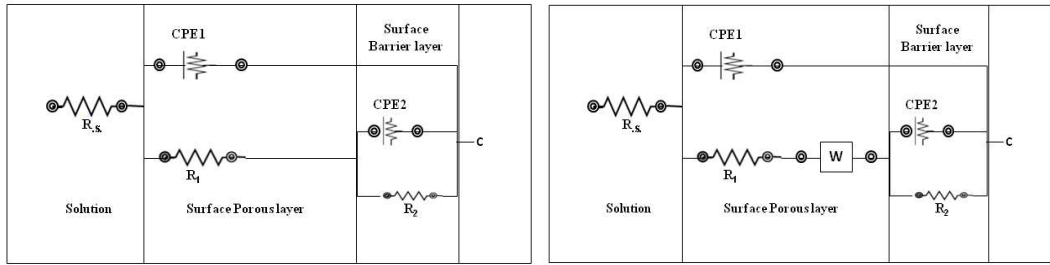 CPE1
Surface
Barrier layer
CPE2
R.s.
C
R1
R2
Solution
Surface Porous layer
CPE1
Surface
Barrier layer
CPE2
R.s.
C
W
R1
R2
Solution
Surface Porous layer